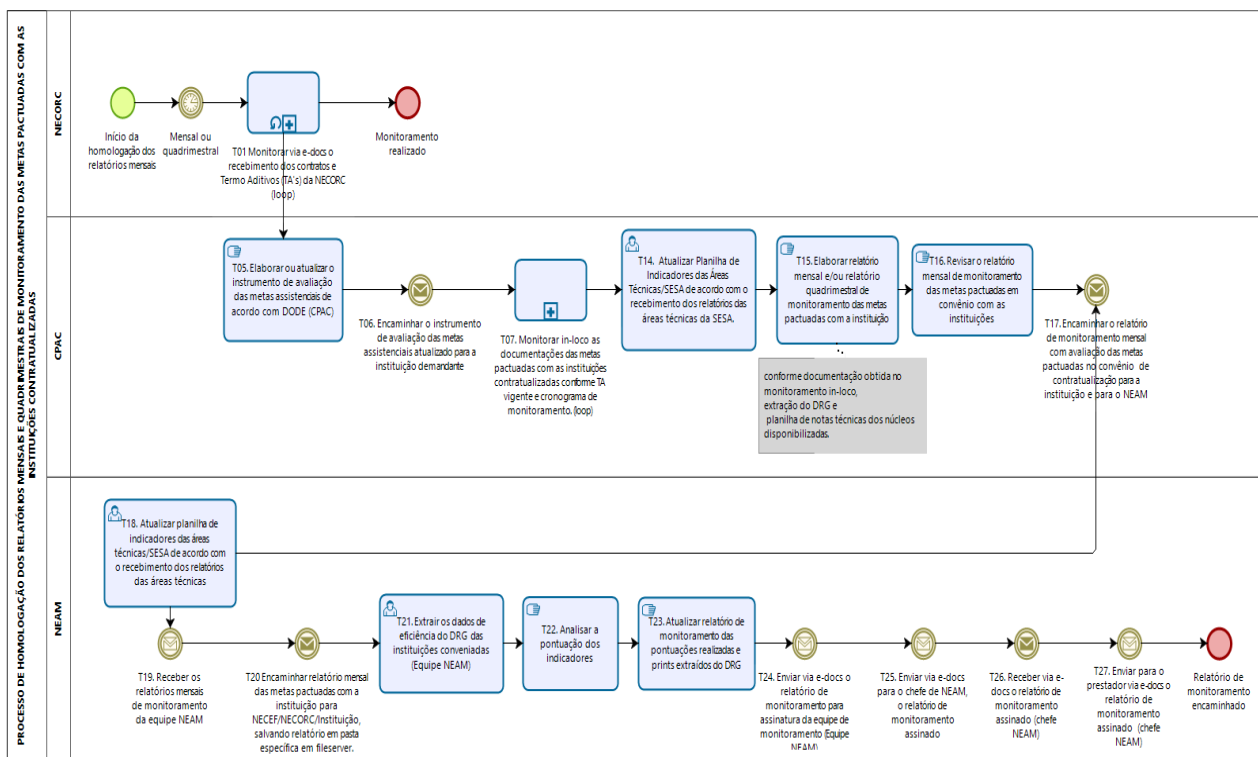 PROCESSO DE HOMOLOGAÇÃO DOS RELATÓRIOS MENSAIS E QUADRIMESTRAIS DE MONITORAMENTO DAS METAS PACTUADAS COM AS
INSTITUIÇÕES CONTRATUALIZADAS
NECORC
Início da
homologação dos
relatórios mensais
Mensal ou
quadrimestral
T01 Monitorar via e-docs o
recebimento dos contratos e
Termo Aditivos (TA's) da NECORC
(loop)
Monitoramento
realizado
CPAC
T05. Elaborar ou atualizar o
instrumento de avaliação
das metas assistenciais de
acordo com DODE (CPAC)
T06. Encaminhar o instrumento
de avaliação das metas
assistenciais atualizado para a
instituição demandante
T07. Monitorar in-loco as
documentações das metas
pactuadas com as instituições
contratualizadas conforme TA
vigente e cronograma de
monitoramento. (loop)
T14. Atualizar Planilha de
Indicadores das Áreas
Técnicas/SESA de acordo com o
recebimento dos relatórios das
áreas técnicas da SESA.
T15. Elaborar relatório
mensal e/ou relatório
quadrimestral de
monitoramento das metas
pactuadas com a instituição
conforme documentação obtida no
monitoramento in-loco,
extração do DRG e
planilha de notas técnicas dos núcleos
disponibilizadas.
T16. Revisar o relatório
mensal de monitoramento
das metas pactuadas em
convênio com as
instituições
T17. Encaminhar o relatório
de monitoramento mensal
com avaliação das metas
pactuadas no convênio de
contratualização para a
instituição e para o NEAM
NEAM
T18. Atualizar planilha de
indicadores das áreas
técnicas/SESA de acordo com
o recebimento dos relatórios
das áreas técnicas
T19. Receber os
relatórios mensais
de monitoramento
da equipe NEAM
T20 Encaminhar relatório mensal
das metas pactuadas com a
instituição para
NECEF/NECORC/Instituição,
salvando relatório em pasta
específica em fileserver.
T21. Extrair os dados de
eficiência do DRG das
instituições conveniadas
(Equipe NEAM)
T22. Analisar a
pontuação dos
indicadores
T23. Atualizar relatório de
monitoramento das
pontuações realizadas e
prints extraídos do DRG
T24. Enviar via e-docs o
relatório de
monitoramento para
assinatura da equipe de
monitoramento (Equipe
NEAM)
T25. Enviar via e-docs
para o chefe de NEAM,
o relatório de
monitoramento
assinado
T26. Receber via e-
docs o relatório de
monitoramento
assinado (chefe
NEAM)
T27. Enviar para o
prestador via e-docs o
relatório de
monitoramento
assinado (chefe
NEAM)
Relatório de
monitoramento
encaminhado